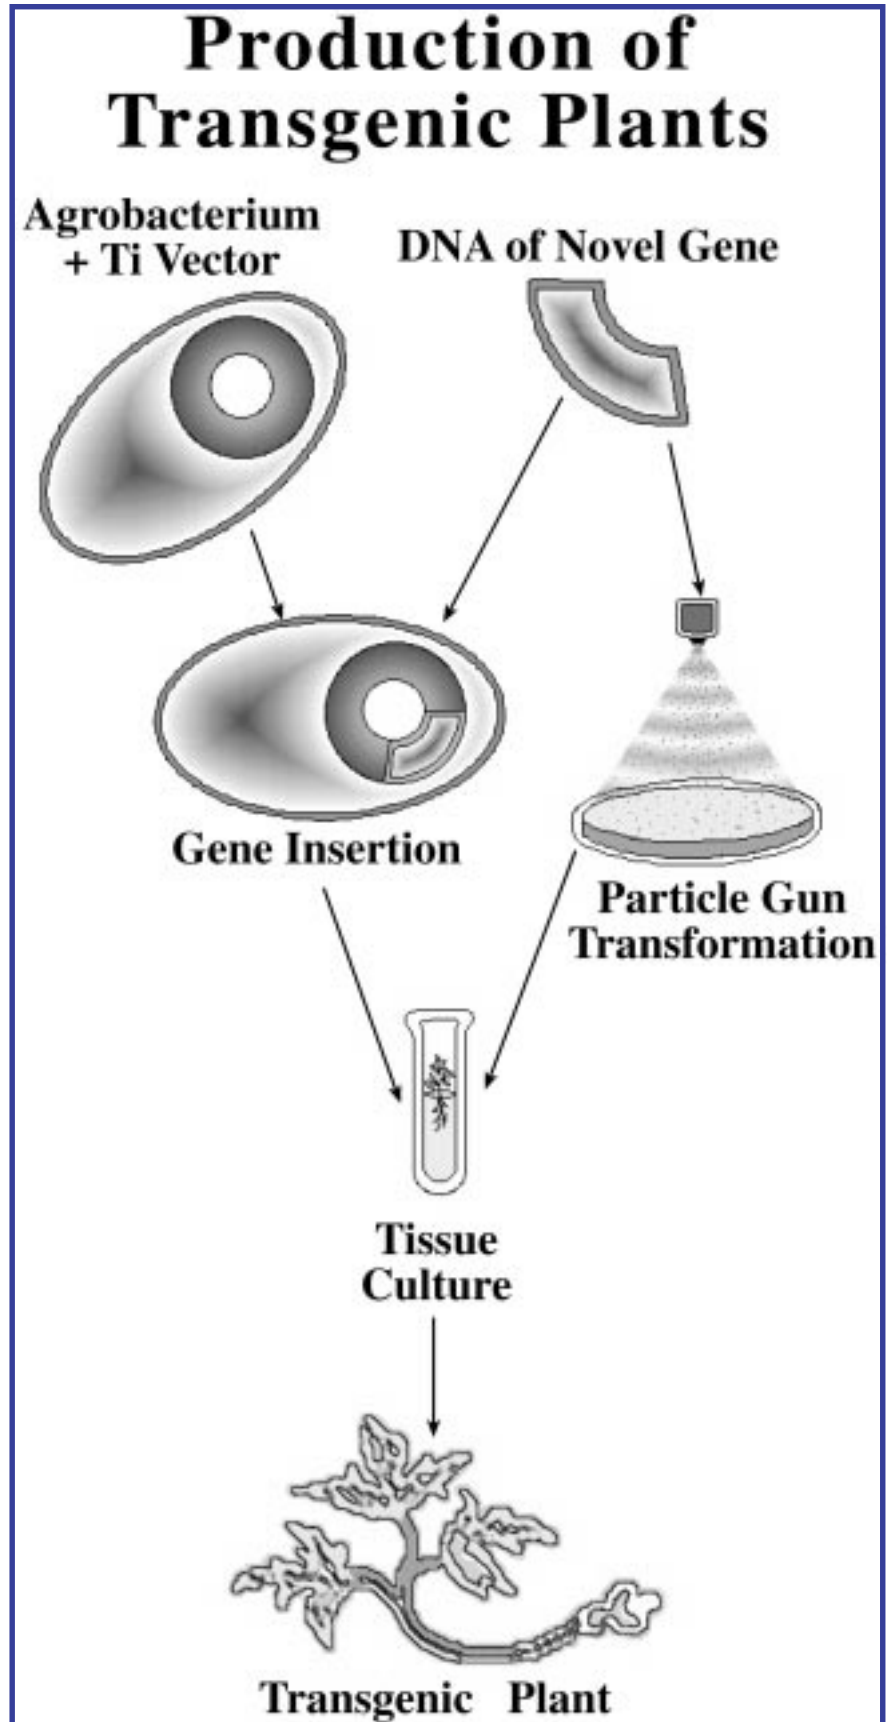 Production of
Transgenic Plants
Agrobacterium
+ Ti Vector
DNA of Novel Gene
Gene Insertion
Particle Gun
Transformation
Tissue
Culture
Transgenic Plant